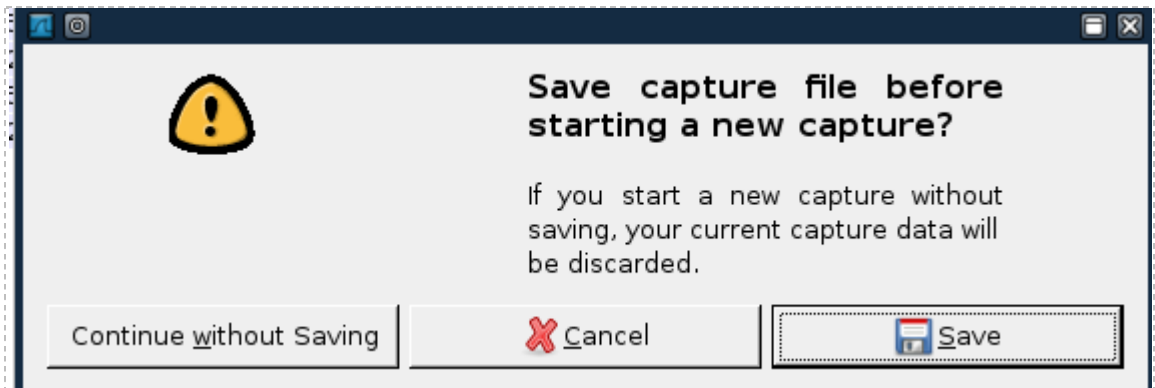 Save capture file before
starting a new capture?
If you start a new capture without
saving, your current capture data will
be discarded.
Continue without Saving
Cancel
Save